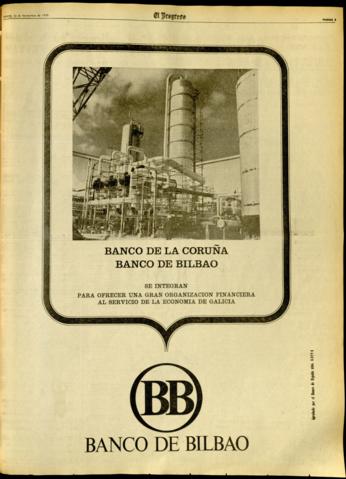 El Progreso
BANCO DE LA CORUÑA
BANCO DE BILBAO
SE INTEGRAN
PARA OFRECER UNA GRAN ORGANIZACION FINANCIERA
AL SERVICIO DE LA ECONOMIA DE GALICIA
BB
BANCO DE BILBAO